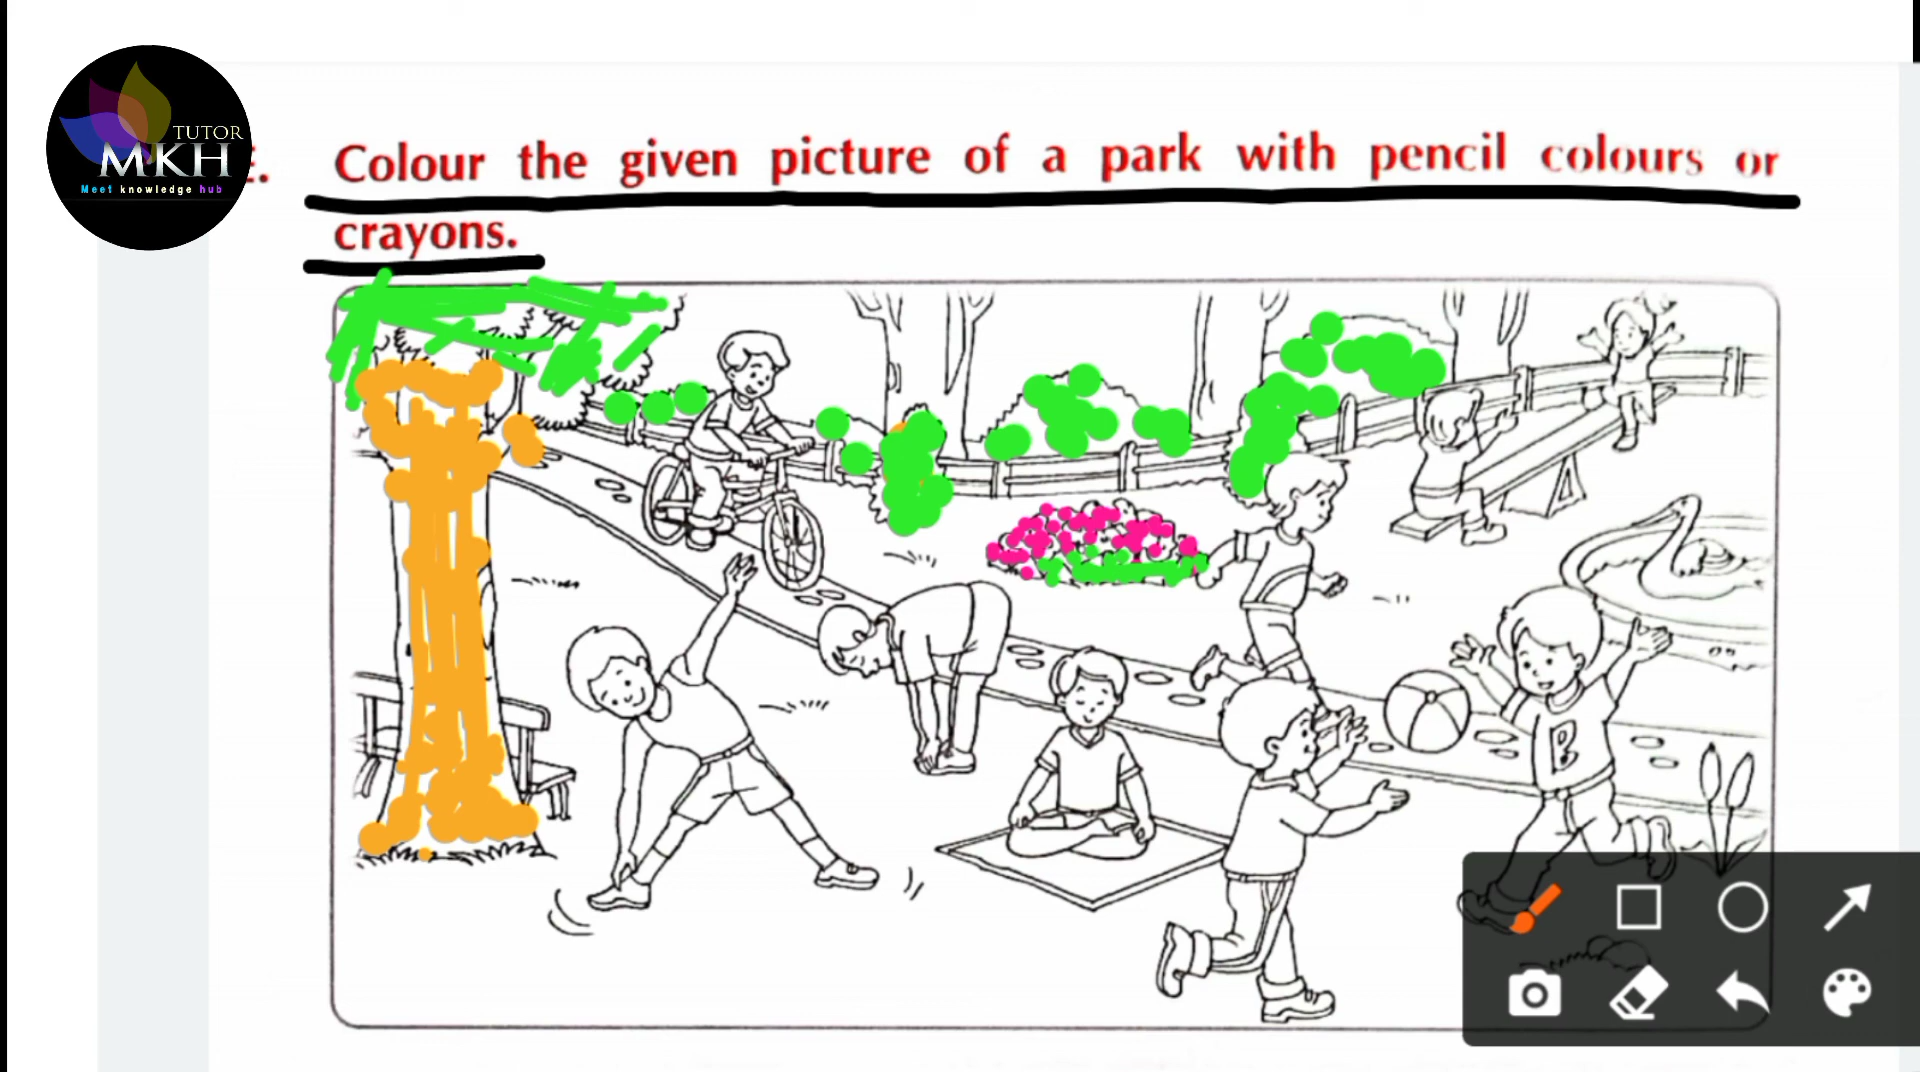 TUTOR
MKH
Meet knowledge hub
E. Colour the given picture of a park with pencil colours or
crayons.
B